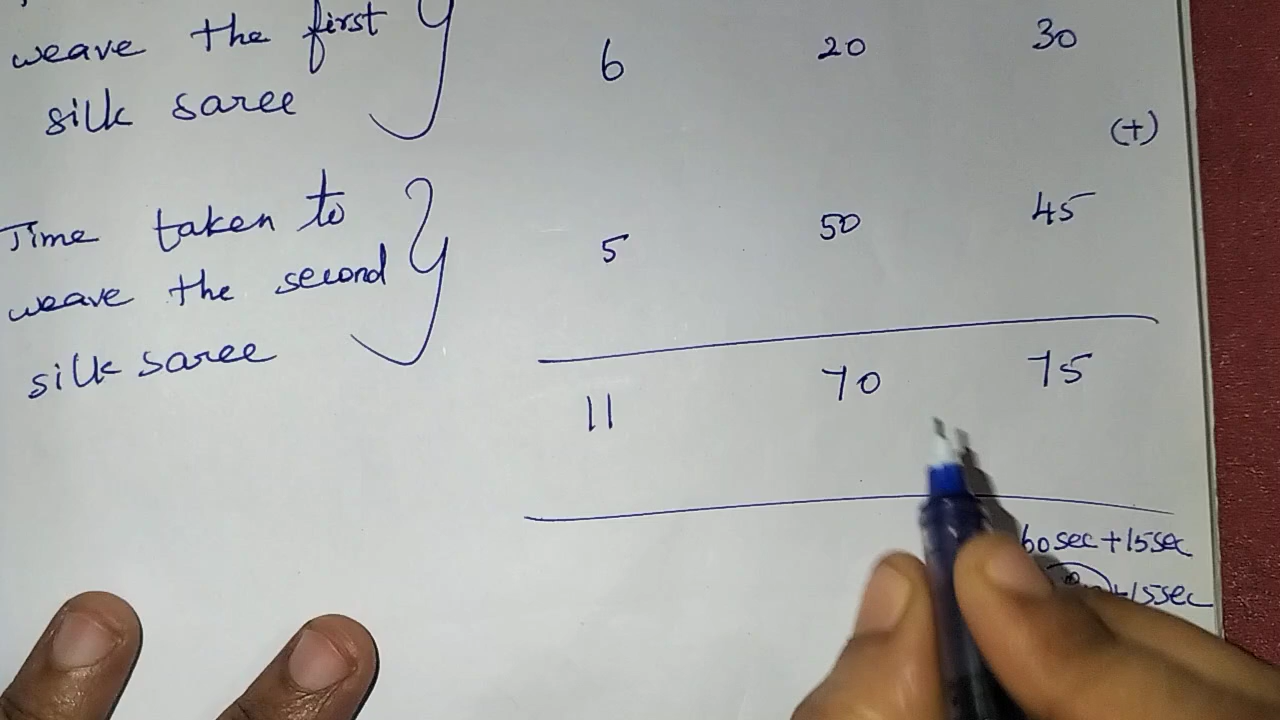 weave the first
silk saree
6 20 30
(+)
Time taken to
weave the second
silk saree
5 50 45
11 70 75
60sec+15sec
+15sec